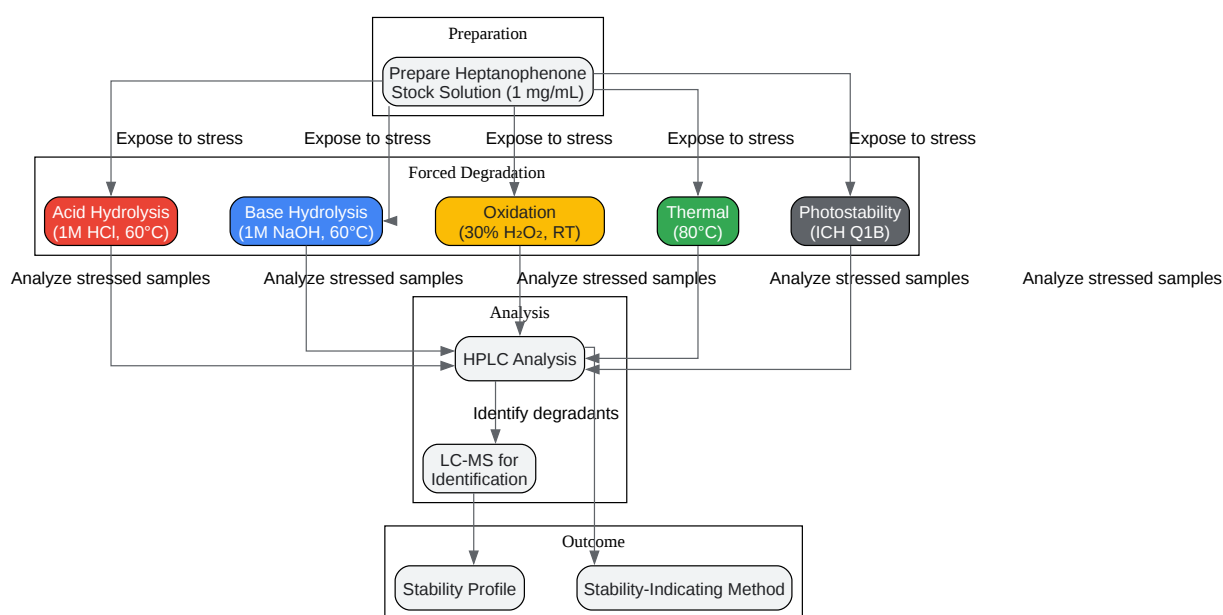 Preparation
Prepare Heptanophenone
Stock Solution (1 mg/mL)
Expose to stress
Expose to stress
Expose to stress
Expose to stress
Expose to stress
Forced Degradation
Acid Hydrolysis
(1M HCl, 60°C)
Base Hydrolysis
(1M NaOH, 60°C)
Oxidation
(30% H₂O₂, RT)
Thermal
(80°C)
Photostability
(ICH Q1B)
Analyze stressed samples
Analyze stressed samples
Analyze stressed samples
Analyze stressed samples
Analyze stressed samples
Analysis
HPLC Analysis
Identify degradants
LC-MS for
Identification
Outcome
Stability Profile
Stability-Indicating Method